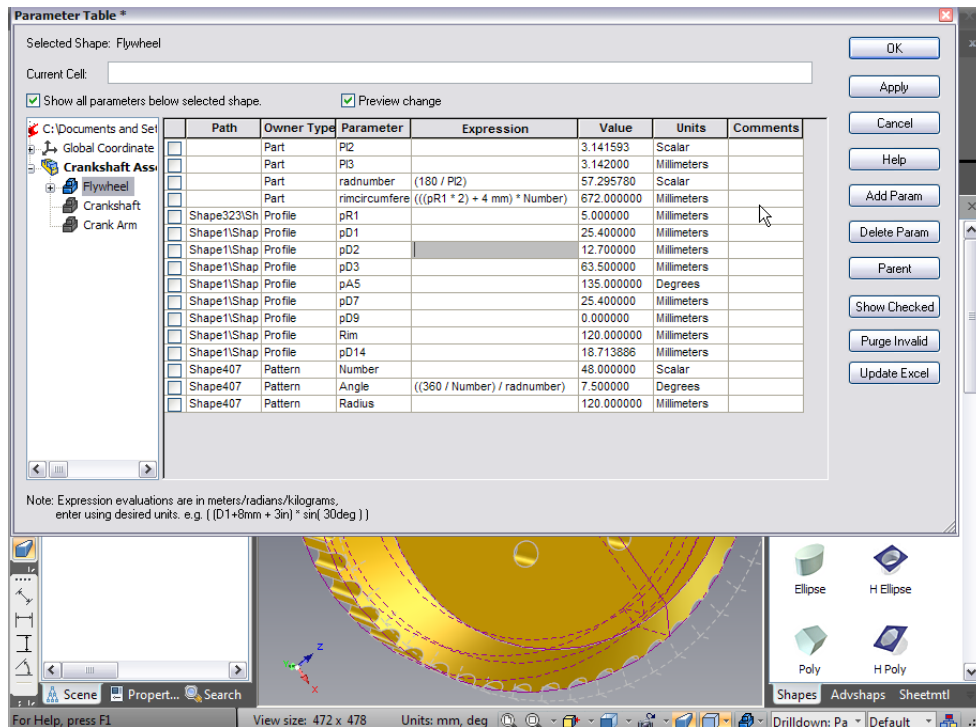 Parameter Table *
Selected Shape: Flywheel
Current Cell:
Show all parameters below selected shape.
Preview change
OK
Apply
Cancel
Help
Add Param
Delete Param
Parent
Show Checked
Purge Invalid
Update Excel
C:\Documents and Set
Global Coordinate
Crankshaft Asse
Flywheel
Crankshaft
Crank Arm
Path Owner Type Parameter Expression Value Units Comments
Part PI2 3.141593 Scalar
Part PI3 3.142000 Millimeters
Part radnumber (180 / PI2) 57.295780 Scalar
Part rimcircumfere (((pR1 * 2) + 4 mm) * Number) 672.000000 Millimeters
Shape323\Sh Profile pR1 5.000000 Millimeters
Shape1\Shap Profile pD1 25.400000 Millimeters
Shape1\Shap Profile pD2 12.700000 Millimeters
Shape1\Shap Profile pD3 63.500000 Millimeters
Shape1\Shap Profile pA5 135.000000 Degrees
Shape1\Shap Profile pD7 25.400000 Millimeters
Shape1\Shap Profile pD9 0.000000 Millimeters
Shape1\Shap Profile Rim 120.000000 Millimeters
Shape1\Shap Profile pD14 18.713886 Millimeters
Shape407 Pattern Number 48.000000 Scalar
Shape407 Pattern Angle ((360 / Number) / radnumber) 7.500000 Degrees
Shape407 Pattern Radius 120.000000 Millimeters
Note: Expression evaluations are in meters/radians/kilograms,
enter using desired units. e.g. ( (D1+8mm + 3in) * sin( 30deg ) )
Z
X
Ellipse H Ellipse
Poly H Poly
Scene Propert... Search
Shapes Advshaps Sheetmtl
For Help, press F1 View size: 472 x 478 Units: mm, deg Drilldown: Pa Default